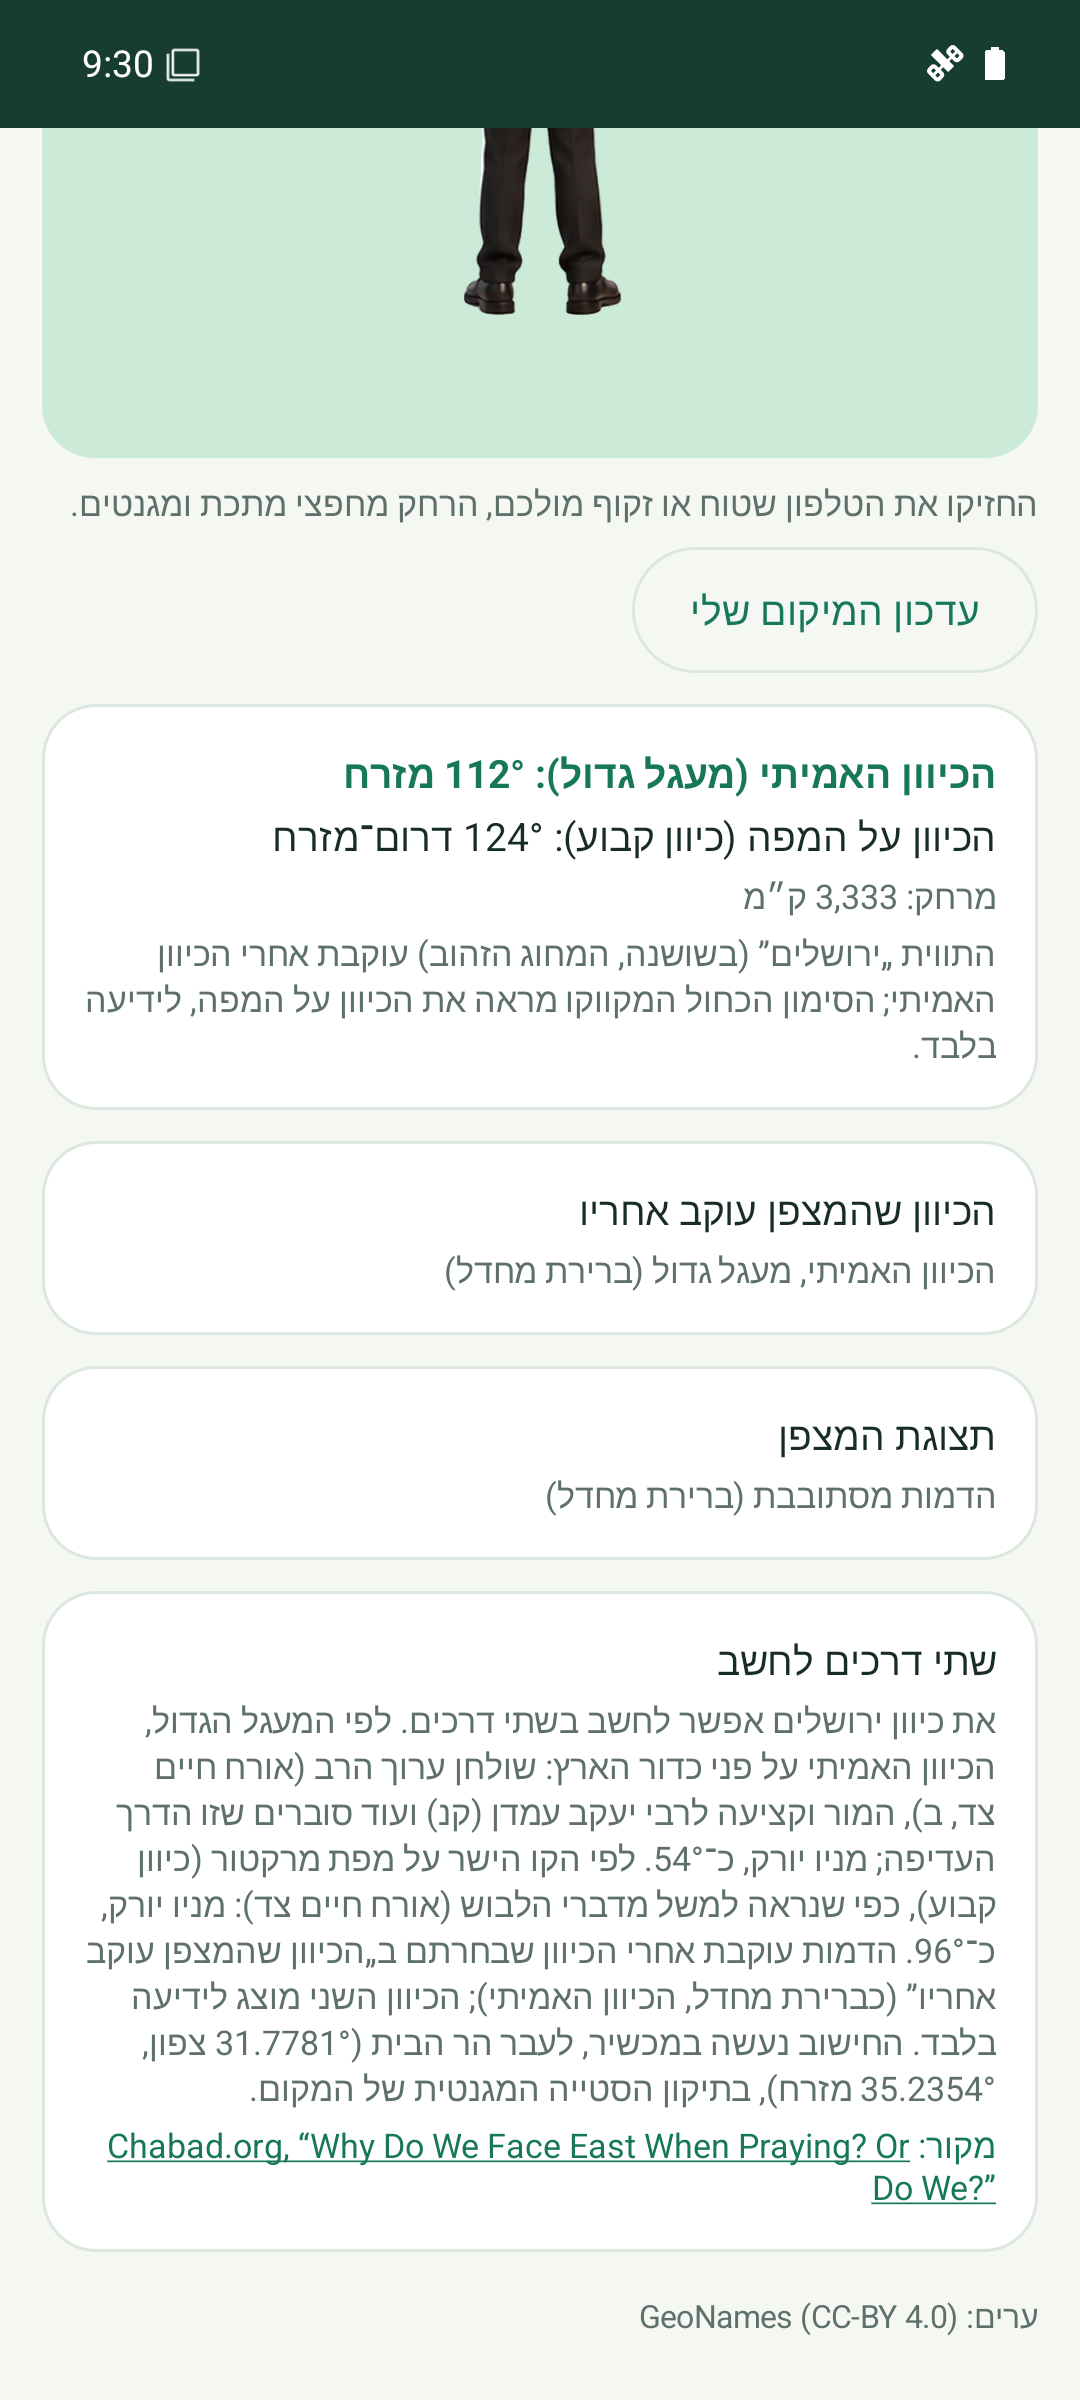 9:30
החזיקו את הטלפון שטוח או זקוף מולכם, הרחק מחפצי מתכת ומגנטים.
עדכון המיקום שלי
הכיוון האמיתי (מעגל גדול): 112° מזרח
הכיוון על המפה (כיוון קבוע): 124° דרום־מזרח
מרחק: 3,333 ק״מ
התווית „ירושלים” (בשושנה, המחוג הזהוב) עוקבת אחרי הכיוון
האמיתי; הסימון הכחול המקווקו מראה את הכיוון על המפה, לידיעה
בלבד.
הכיוון שהמצפן עוקב אחריו
הכיוון האמיתי, מעגל גדול (ברירת מחדל)
תצוגת המצפן
הדמות מסתובבת (ברירת מחדל)
שתי דרכים לחשב
את כיוון ירושלים אפשר לחשב בשתי דרכים. לפי המעגל הגדול,
הכיוון האמיתי על פני כדור הארץ: שולחן ערוך הרב (אורח חיים
צד, ב), המור וקציעה לרבי יעקב עמדן (קנ) ועוד סוברים שזו הדרך
העדיפה; מניו יורק, כ־54°. לפי הקו הישר על מפת מרקטור (כיוון
קבוע), כפי שנראה למשל מדברי הלבוש (אורח חיים צד): מניו יורק,
כ־96°. הדמות עוקבת אחרי הכיוון שבחרתם ב„הכיוון שהמצפן עוקב
אחריו” (כברירת מחדל, הכיוון האמיתי); הכיוון השני מוצג לידיעה
בלבד. החישוב נעשה במכשיר, לעבר הר הבית (31.7781° צפון,
35.2354° מזרח), בתיקון הסטייה המגנטית של המקום.
מקור: Chabad.org, “Why Do We Face East When Praying? Or
Do We?”
ערים: GeoNames (CC-BY 4.0)